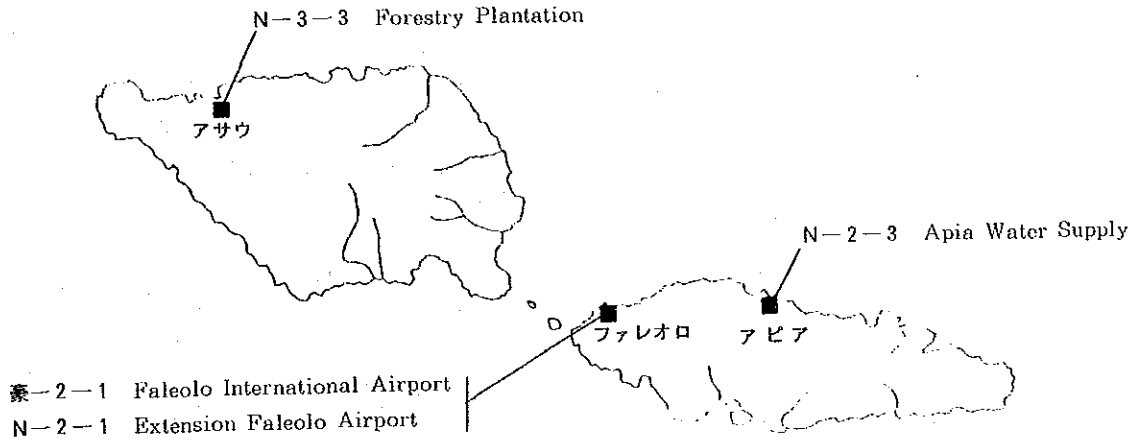 N-3-3 Forestry Plantation
アサウ
N-2-3 Apia Water Supply
ファレオロ
アピア
豪-2-1 Faleolo International Airport
N-2-1 Extension Faleolo Airport